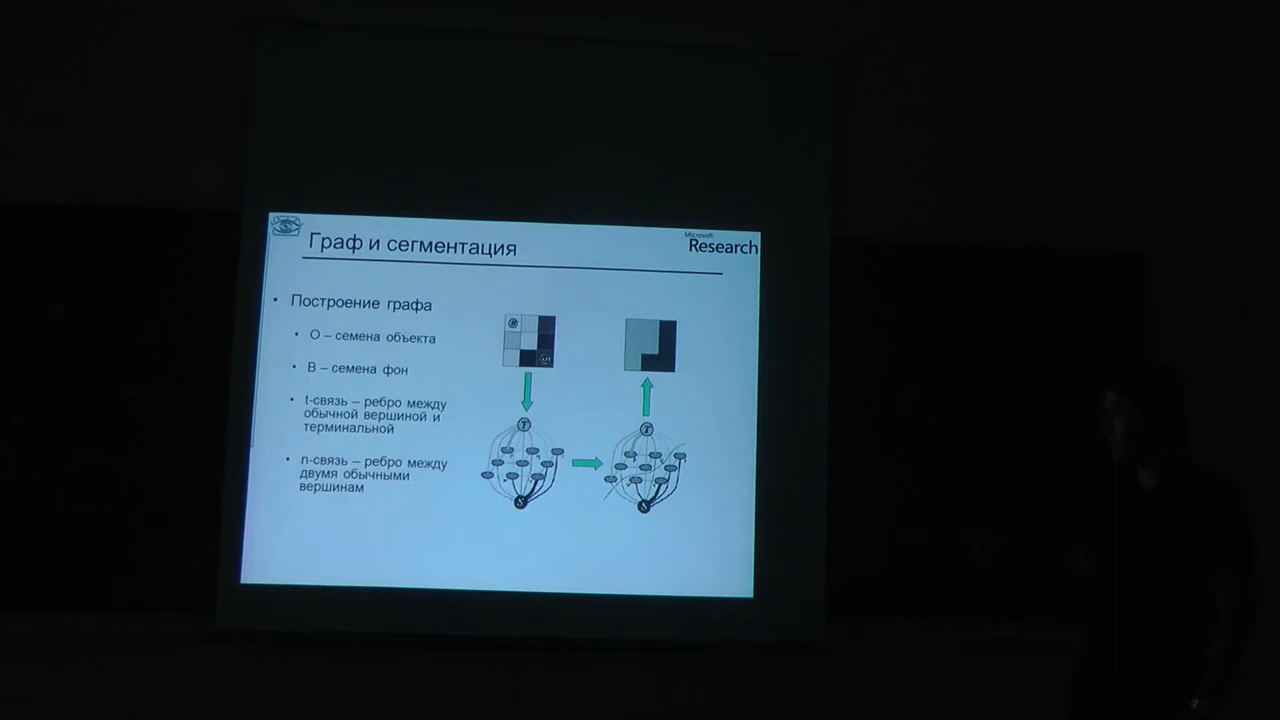 Граф и сегментация
Microsoft
Research
• Построение графа
• О – семена объекта
• В – семена фон
• t-связь – ребро между
обычной вершиной и
терминальной
• n-связь – ребро между
двумя обычными
вершинам
T
S
T
S